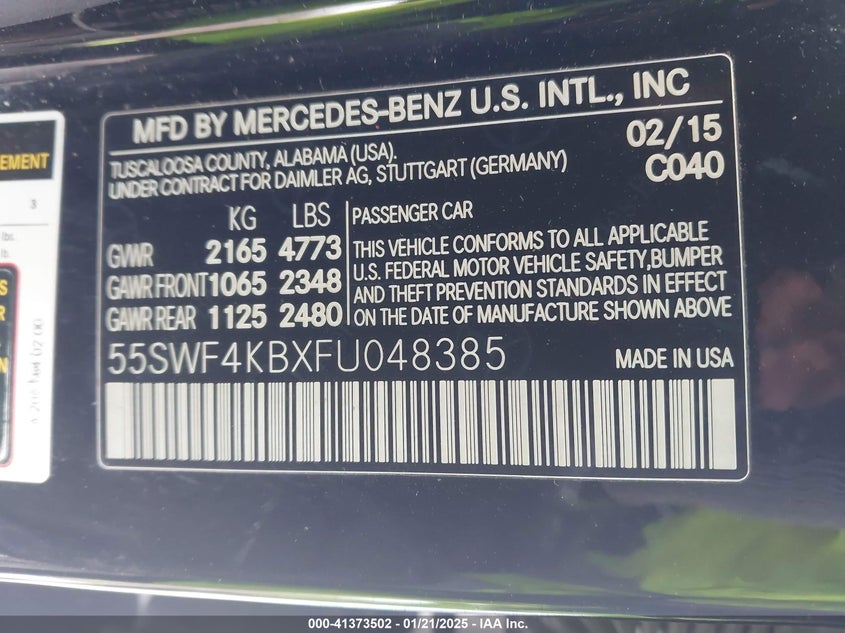 MFD BY MERCEDES-BENZ U.S. INTL., INC
TUSCALOOSA COUNTY, ALABAMA (USA).
UNDER CONTRACT FOR DAIMLER AG, STUTTGART (GERMANY)
02/15
C040
KG LBS
GVWR 2165 4773
GAWR FRONT 1065 2348
GAWR REAR 1125 2480
PASSENGER CAR
THIS VEHICLE CONFORMS TO ALL APPLICABLE
U.S. FEDERAL MOTOR VEHICLE SAFETY,BUMPER
AND THEFT PREVENTION STANDARDS IN EFFECT
ON THE DATE OF MANUFACTURE SHOWN ABOVE
55SWF4KBXFU048385
MADE IN USA
EMENT
3
lbs.
lb.
S
R
N
000-41373502 - 01/21/2025 - IAA Inc.